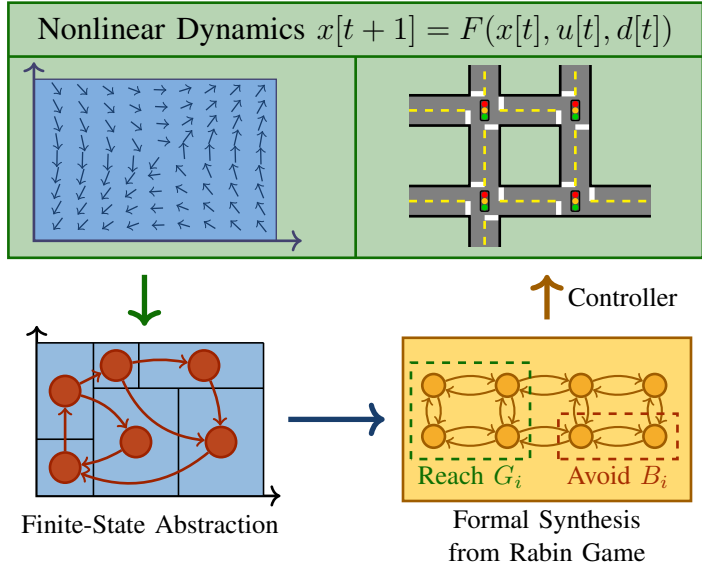 Nonlinear Dynamics x[t + 1] = F(x[t], u[t], d[t])
Controller
Reach G_i
Avoid B_i
Finite-State Abstraction
Formal Synthesis
from Rabin Game